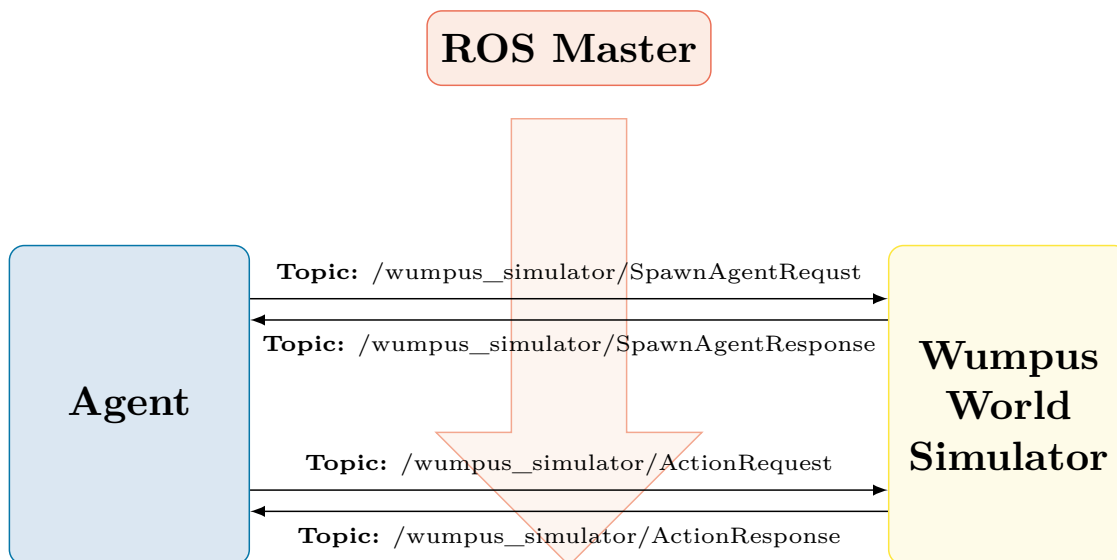 ROS Master
Topic: /wumpus_simulator/SpawnAgentRequst
Topic: /wumpus_simulator/SpawnAgentResponse
Agent
Wumpus
World
Simulator
Topic: /wumpus_simulator/ActionRequest
Topic: /wumpus_simulator/ActionResponse